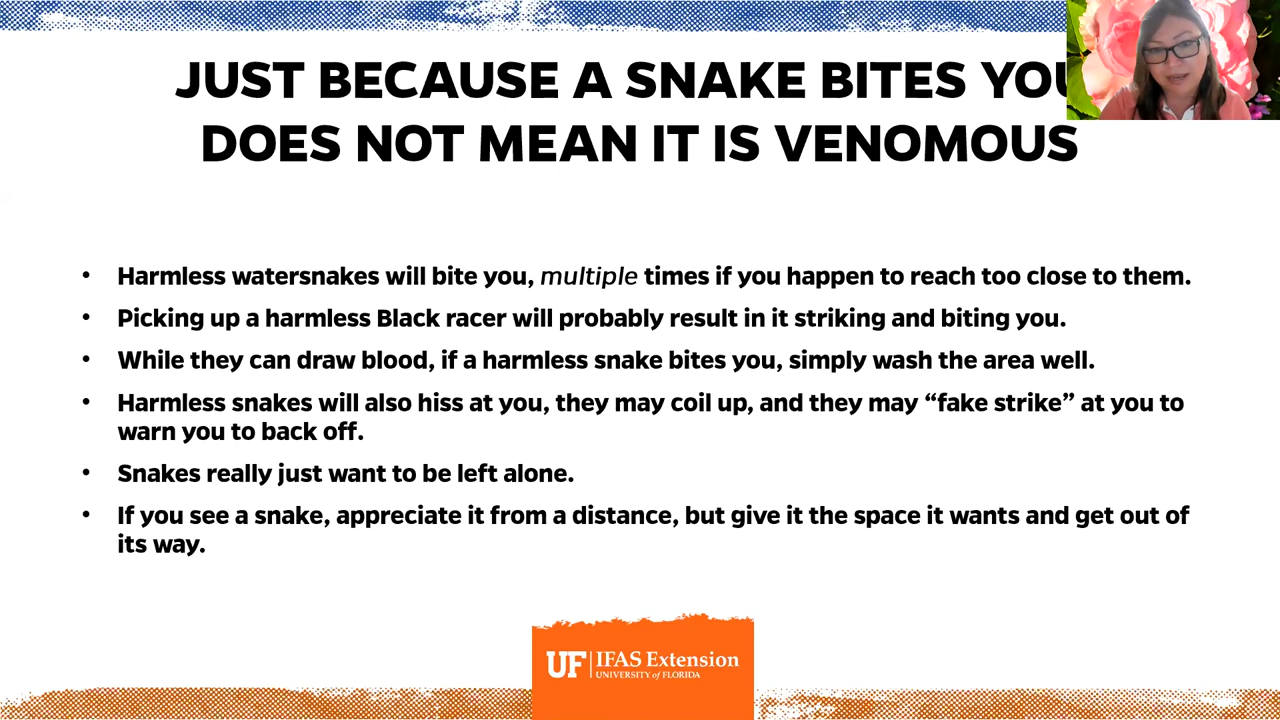 JUST BECAUSE A SNAKE BITES YOU
DOES NOT MEAN IT IS VENOMOUS
• Harmless watersnakes will bite you, multiple times if you happen to reach too close to them.
• Picking up a harmless Black racer will probably result in it striking and biting you.
• While they can draw blood, if a harmless snake bites you, simply wash the area well.
• Harmless snakes will also hiss at you, they may coil up, and they may “fake strike” at you to
warn you to back off.
• Snakes really just want to be left alone.
• If you see a snake, appreciate it from a distance, but give it the space it wants and get out of
its way.
UF | IFAS Extension
UNIVERSITY of FLORIDA